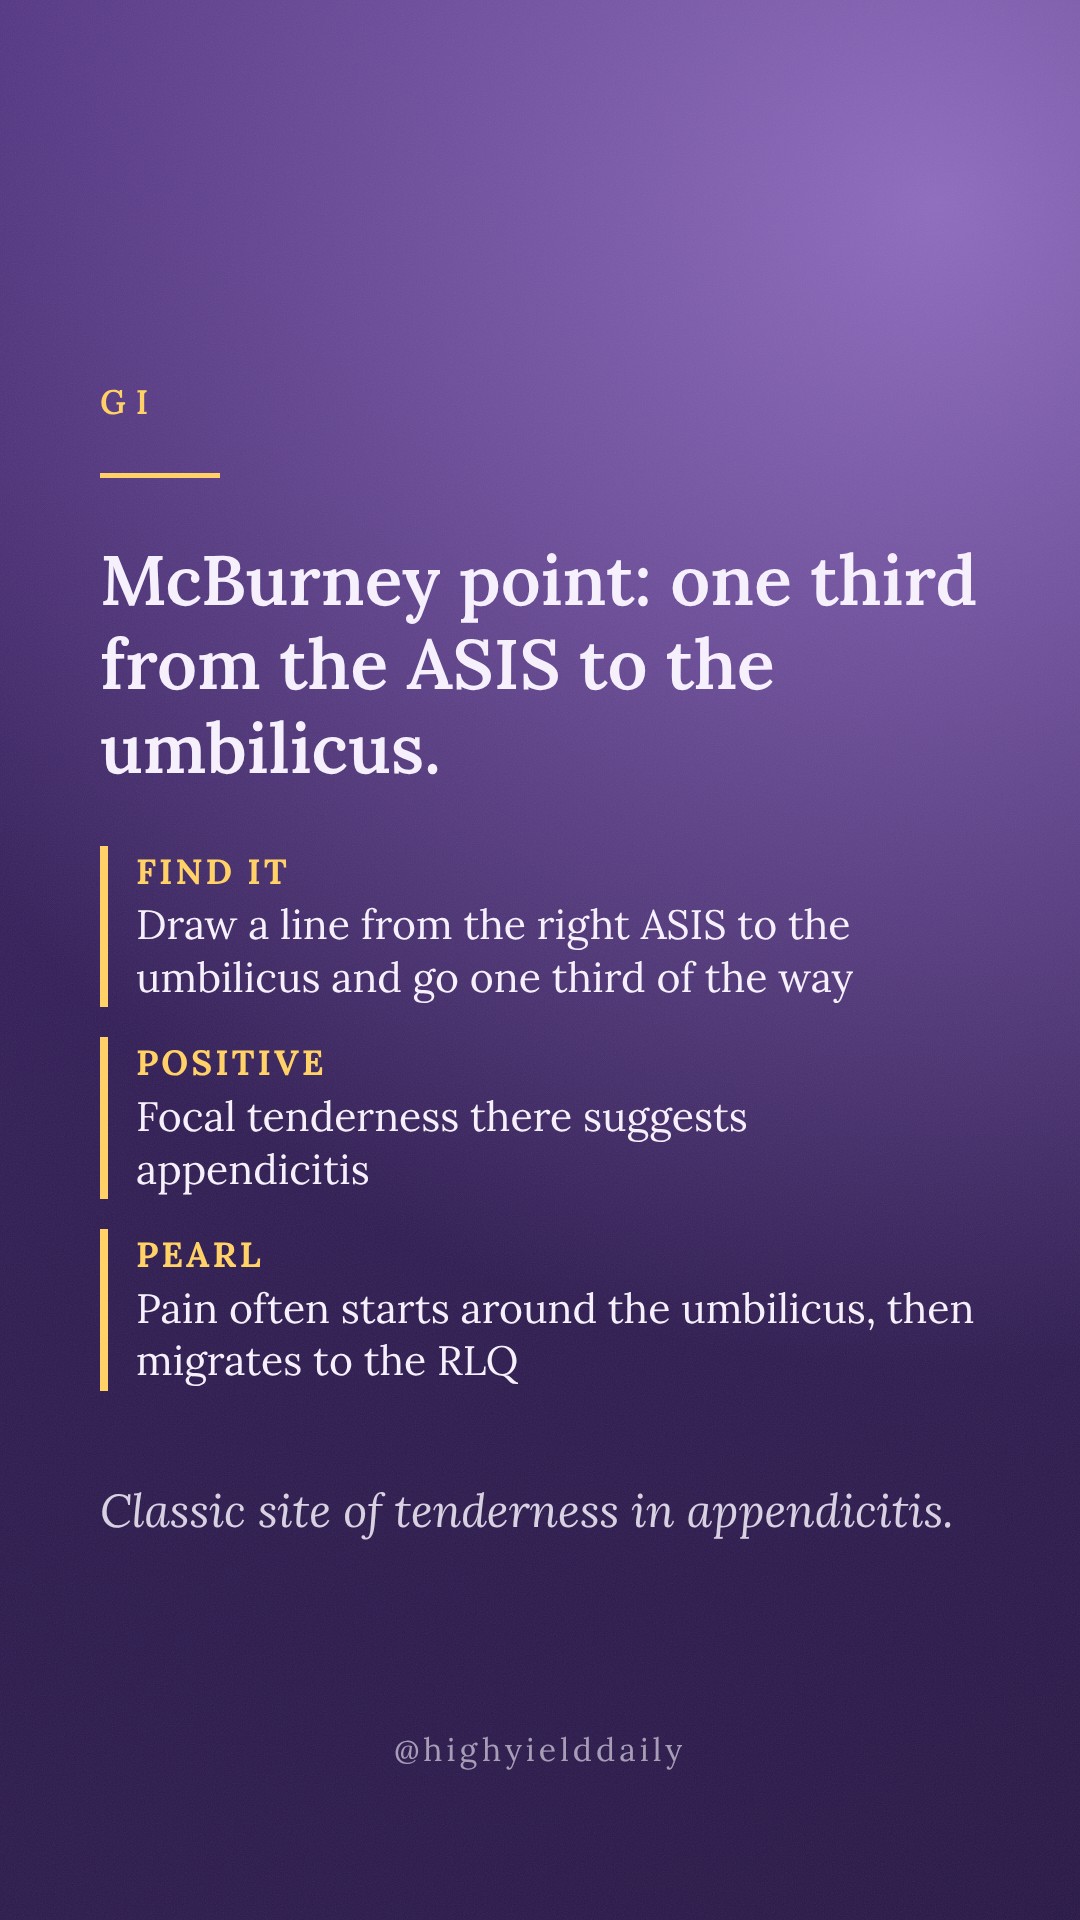 GI
McBurney point: one third
from the ASIS to the
umbilicus.
FIND IT
Draw a line from the right ASIS to the
umbilicus and go one third of the way
POSITIVE
Focal tenderness there suggests
appendicitis
PEARL
Pain often starts around the umbilicus, then
migrates to the RLQ
Classic site of tenderness in appendicitis.
@highyielddaily